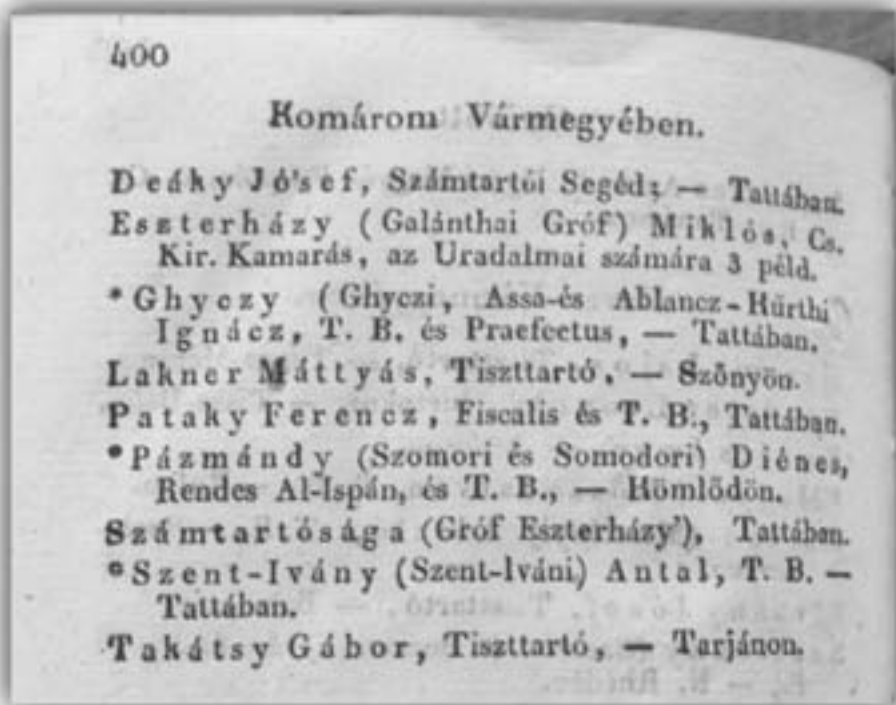 400
Komárom Vármegyében.
Deáky Jó'sef, Számtartói Segéd; — Tattában.
Eszterházy (Galánthai Gróf) Miklós, Cs.
Kir. Kamarás, az Uradalmai számára 3 péld.
*Ghyczy (Ghyczi, Assa-és Ablancz-Kűrthi
Ignácz, T. B. és Praefectus, — Tattában.
Lakner Máttyás, Tiszttartó, — Szőnyön.
Pataky Ferencz, Fiscalis és T. B., Tattában.
*Pázmándy (Szomori és Somodori) Diénes,
Rendes Al-Ispán, és T. B., — Kömlődön.
Számtartósága (Gróf Eszterházy'), Tattában.
*Szent-Ivány (Szent-Iváni) Antal, T. B. —
Tattában.
Takátsy Gábor, Tiszttartó, — Tarjánon.